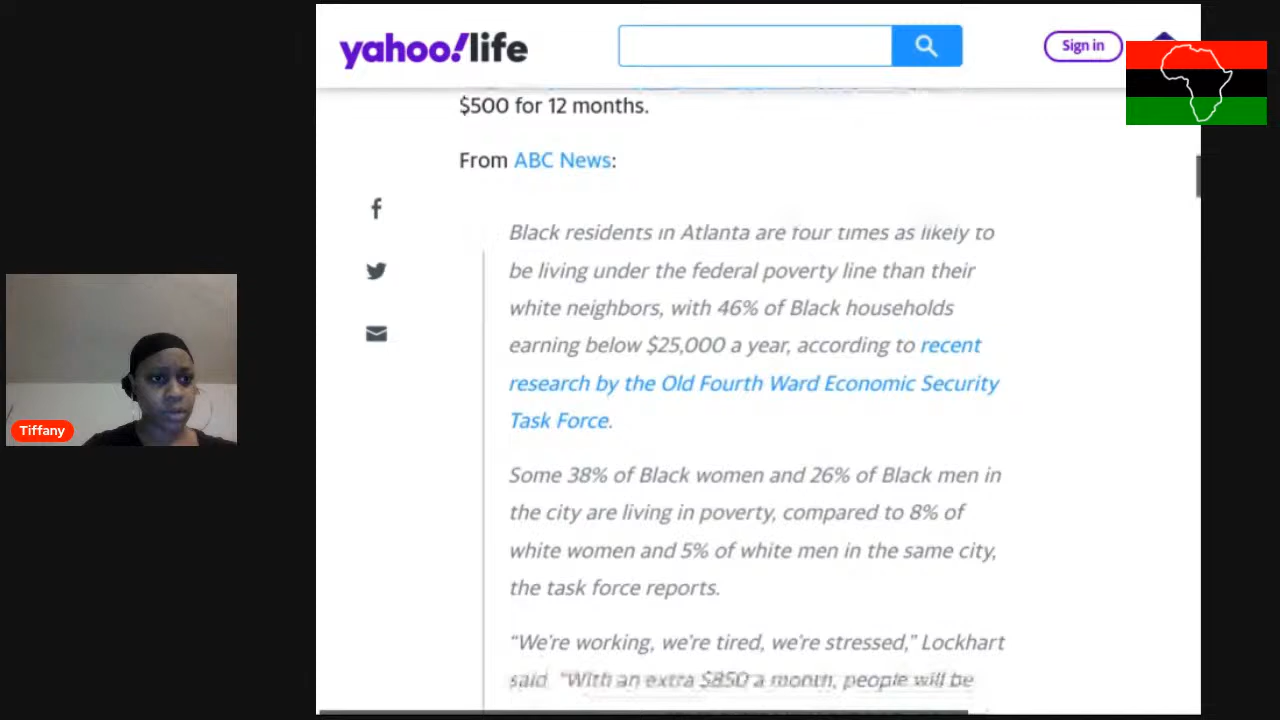 yahoo!life
Sign in
$500 for 12 months.
From ABC News:
Black residents in Atlanta are four times as likely to
be living under the federal poverty line than their
white neighbors, with 46% of Black households
earning below $25,000 a year, according to recent
research by the Old Fourth Ward Economic Security
Task Force.
Tiffany
Some 38% of Black women and 26% of Black men in
the city are living in poverty, compared to 8% of
white women and 5% of white men in the same city,
the task force reports.
“We’re working, we’re tired, we’re stressed,” Lockhart
said. “With an extra $850 a month, people will be